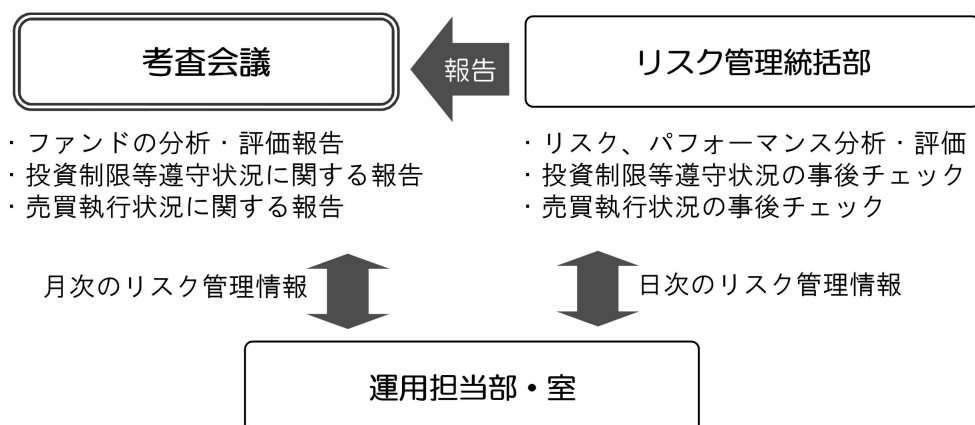 考査会議
報告
リスク管理統括部
・ファンドの分析・評価報告
・投資制限等遵守状況に関する報告
・売買執行状況に関する報告
・リスク、パフォーマンス分析・評価
・投資制限等遵守状況の事後チェック
・売買執行状況の事後チェック
月次のリスク管理情報
日次のリスク管理情報
運用担当部・室